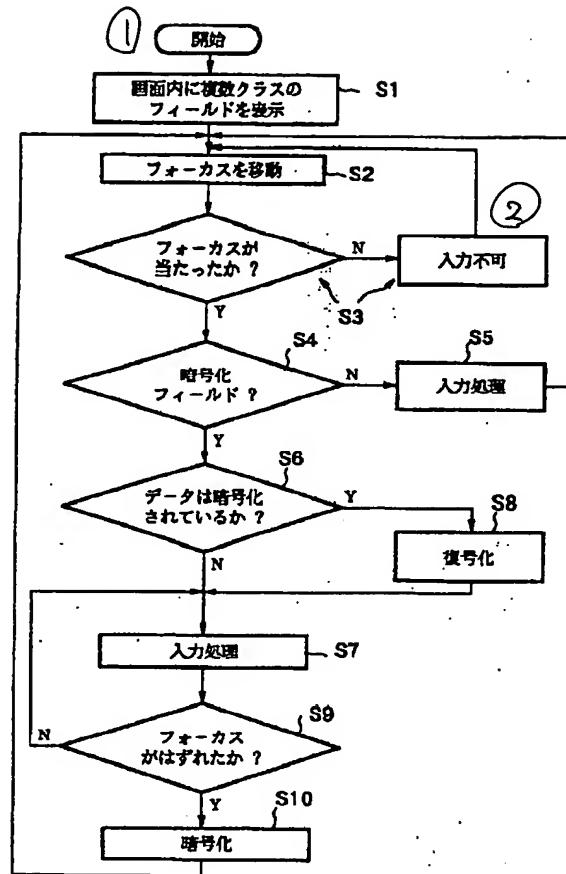 ①
開始
画面内に複数クラスの
フィールドを表示
S1
フォーカスを移動
S2
②
フォーカスが
当たったか ?
N
入力不可
S3
Y
S4
暗号化
フィールド ?
N
S5
入力処理
Y
S6
データは暗号化
されているか ?
Y
S8
復号化
N
入力処理
S7
S9
フォーカス
がはずれたか ?
N
Y
S10
暗号化